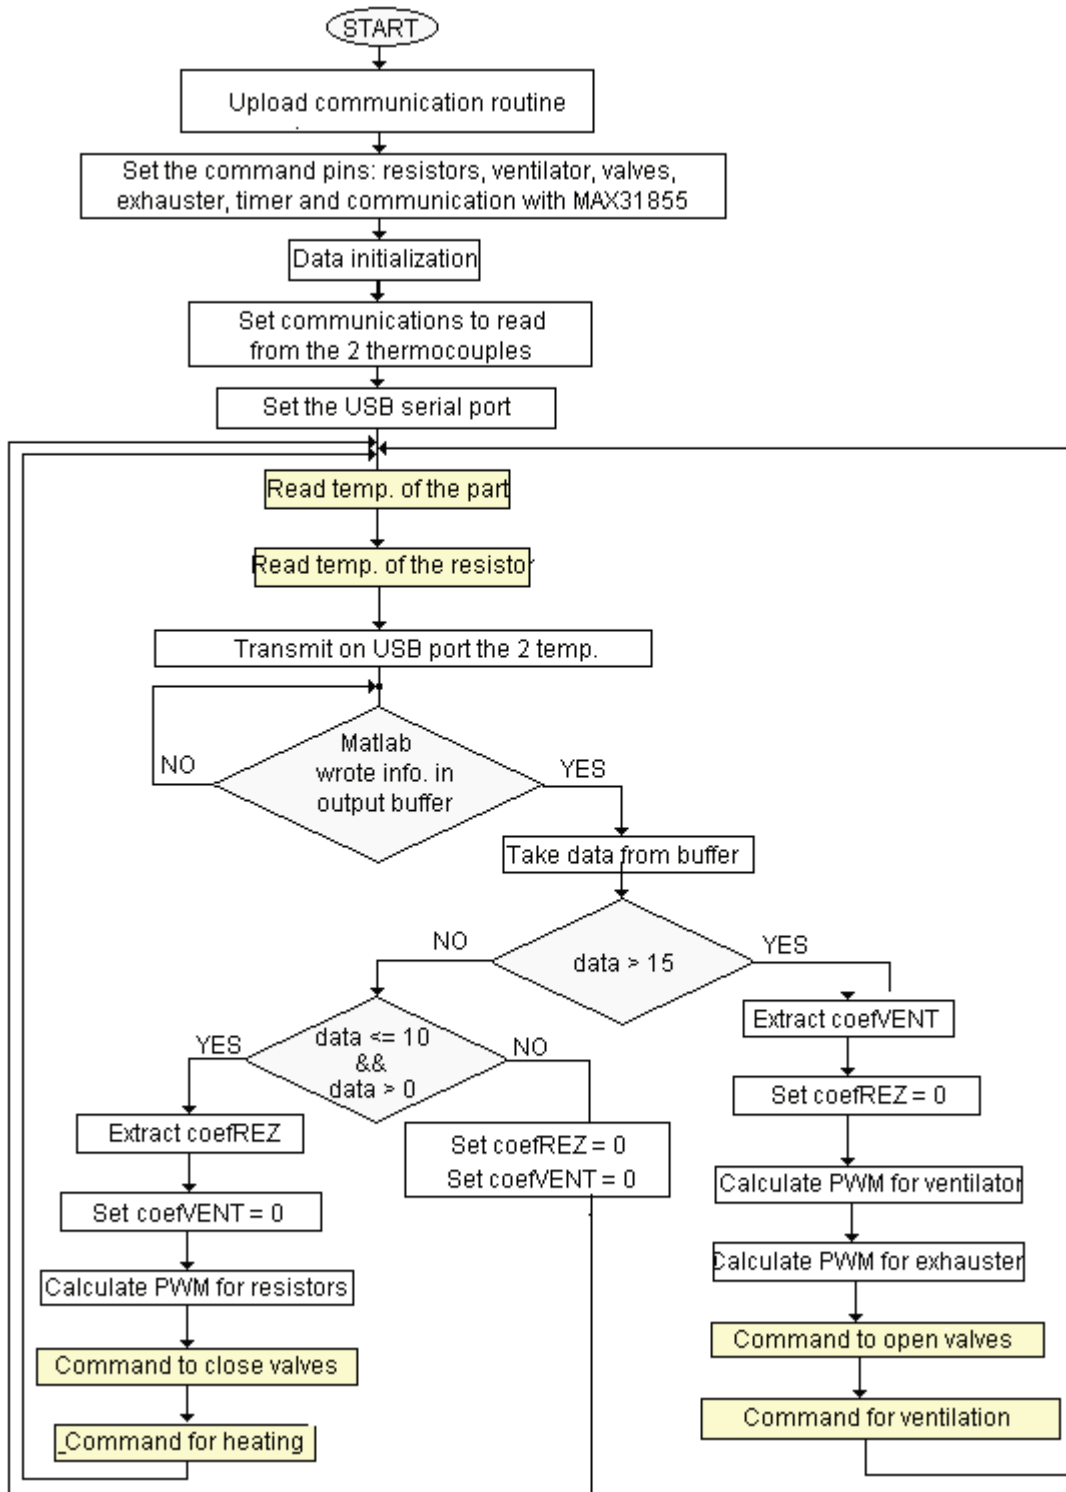 START
Upload communication routine
Set the command pins: resistors, ventilator, valves,
exhauster, timer and communication with MAX31855
Data initialization
Set communications to read
from the 2 thermocouples
Set the USB serial port
Read temp. of the part
Read temp. of the resistor
Transmit on USB port the 2 temp.
Matlab
wrote info. in
output buffer
NO
YES
Take data from buffer
data > 15
NO
YES
data <= 10
&&
data > 0
YES
NO
Extract coefREZ
Set coefVENT = 0
Calculate PWM for resistors
Command to close valves
_Command for heating
Set coefREZ = 0
Set coefVENT = 0
Extract coefVENT
Set coefREZ = 0
Calculate PWM for ventilator
Calculate PWM for exhauster
Command to open valves
Command for ventilation